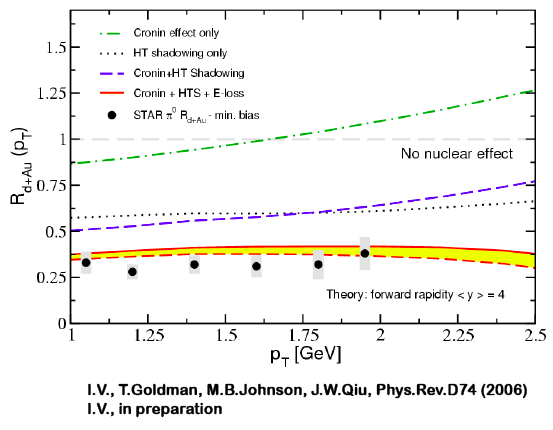 1.5
1.25
1
0.75
0.5
0.25
0
R_d+Au (p_T)
Cronin effect only
HT shadowing only
Cronin+HT Shadowing
Cronin + HTS + E-loss
STAR π⁰ R_d+Au - min. bias
No nuclear effect
Theory: forward rapidity < y > = 4
1 1.25 1.5 1.75 2 2.25 2.5
p_T [GeV]
I.V., T.Goldman, M.B.Johnson, J.W.Qiu, Phys.Rev.D74 (2006)
I.V., in preparation